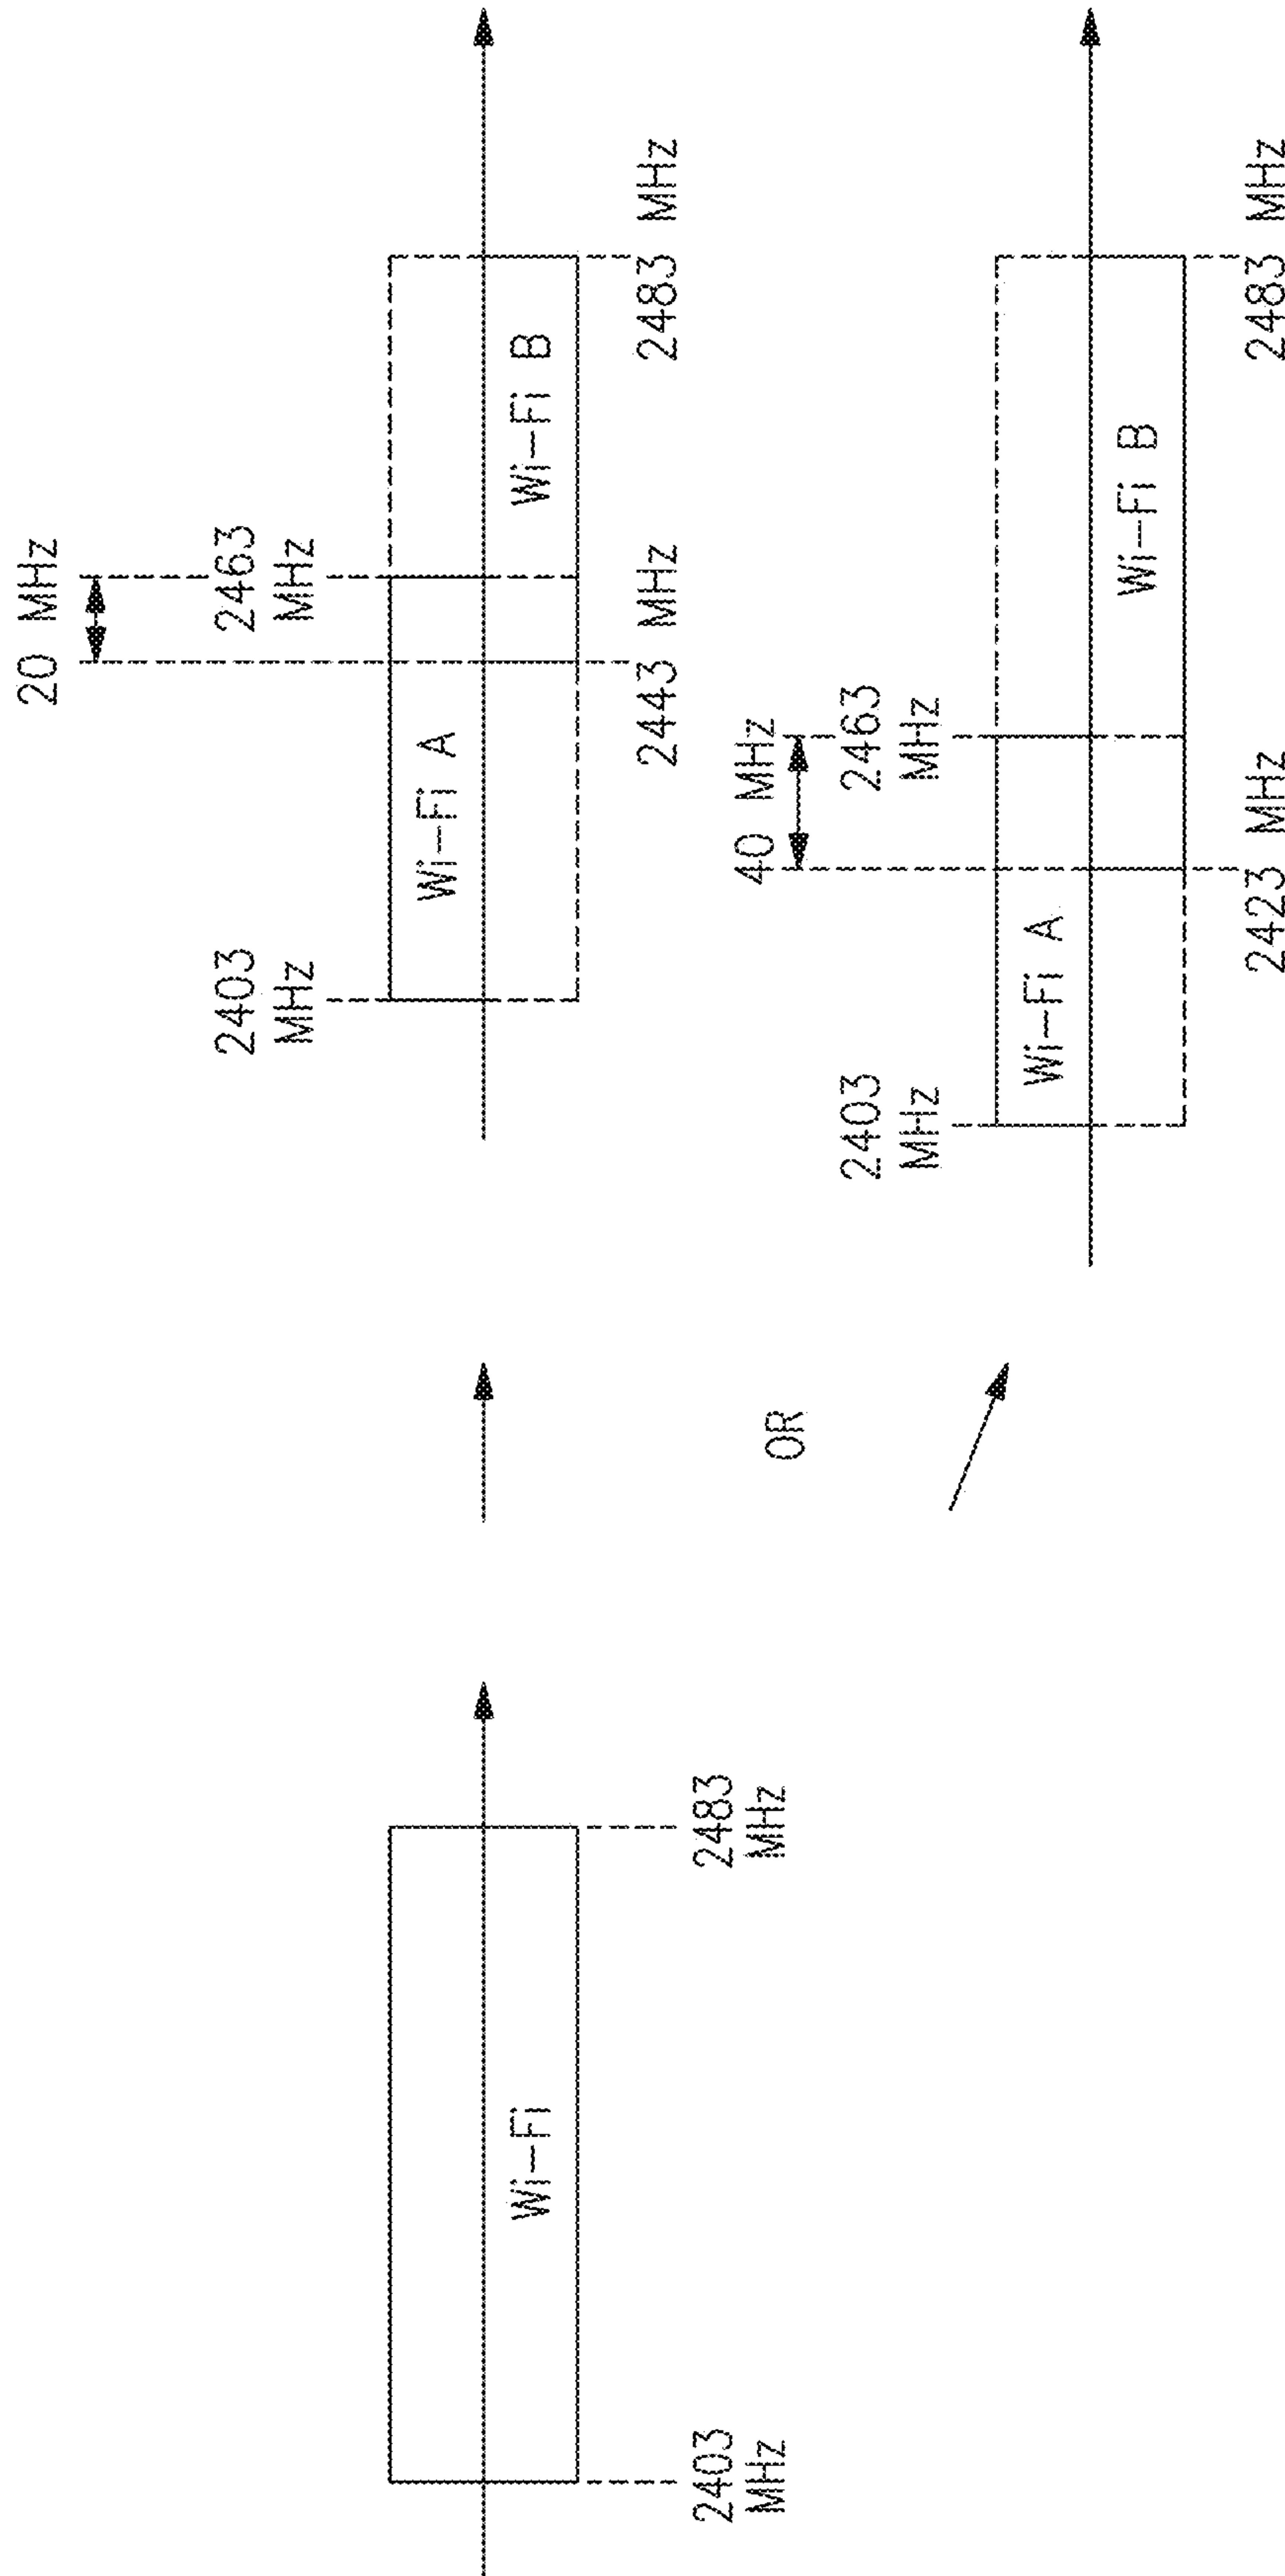 Wi-Fi
2403
MHz
2483
MHz
OR
20 MHz
2403
MHz
2463
MHz
Wi-Fi A
Wi-Fi B
2443 MHz
2483 MHz
40 MHz
2403
MHz
2463
MHz
Wi-Fi A
Wi-Fi B
2423 MHz
2483 MHz